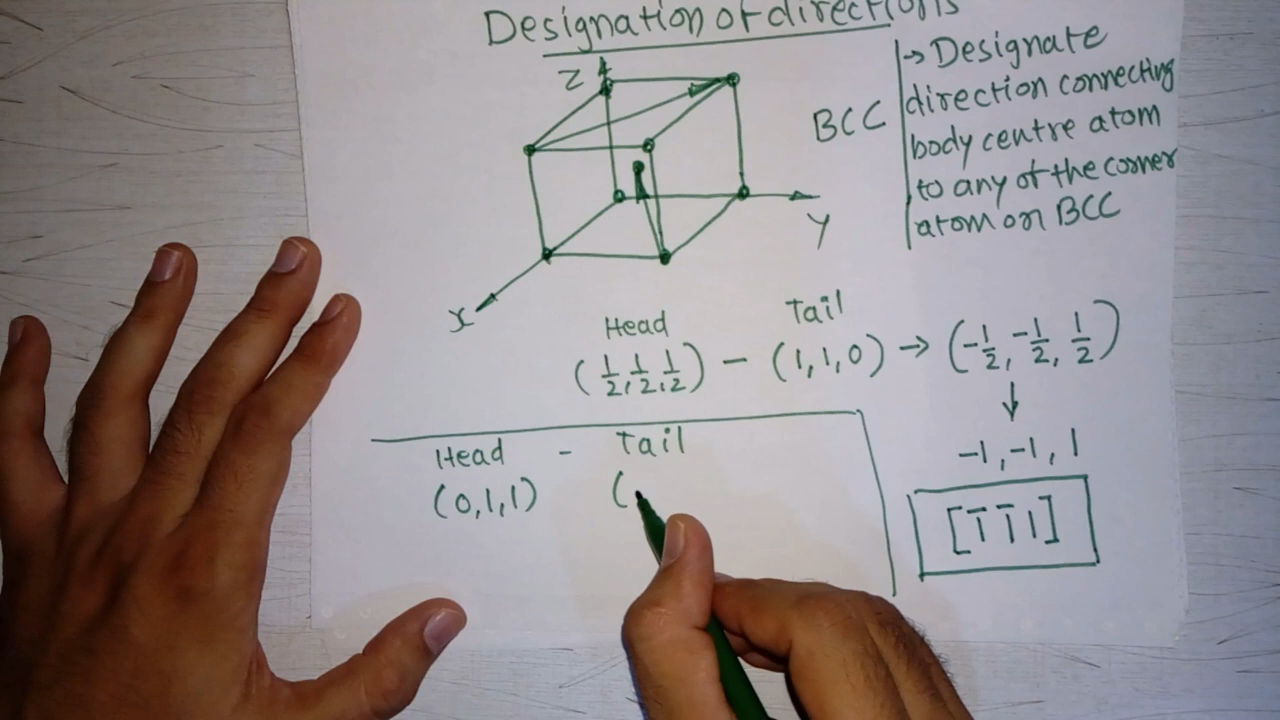 Designation of directions
Z
BCC
→ Designate
direction connecting
body centre atom
to any of the corner
atom on BCC
Y
X
Head Tail
(1/2, 1/2, 1/2) - (1, 1, 0) → (-1/2, -1/2, 1/2)
↓
-1, -1, 1
[1̅ 1̅ 1]
Head - Tail
(0, 1, 1) (